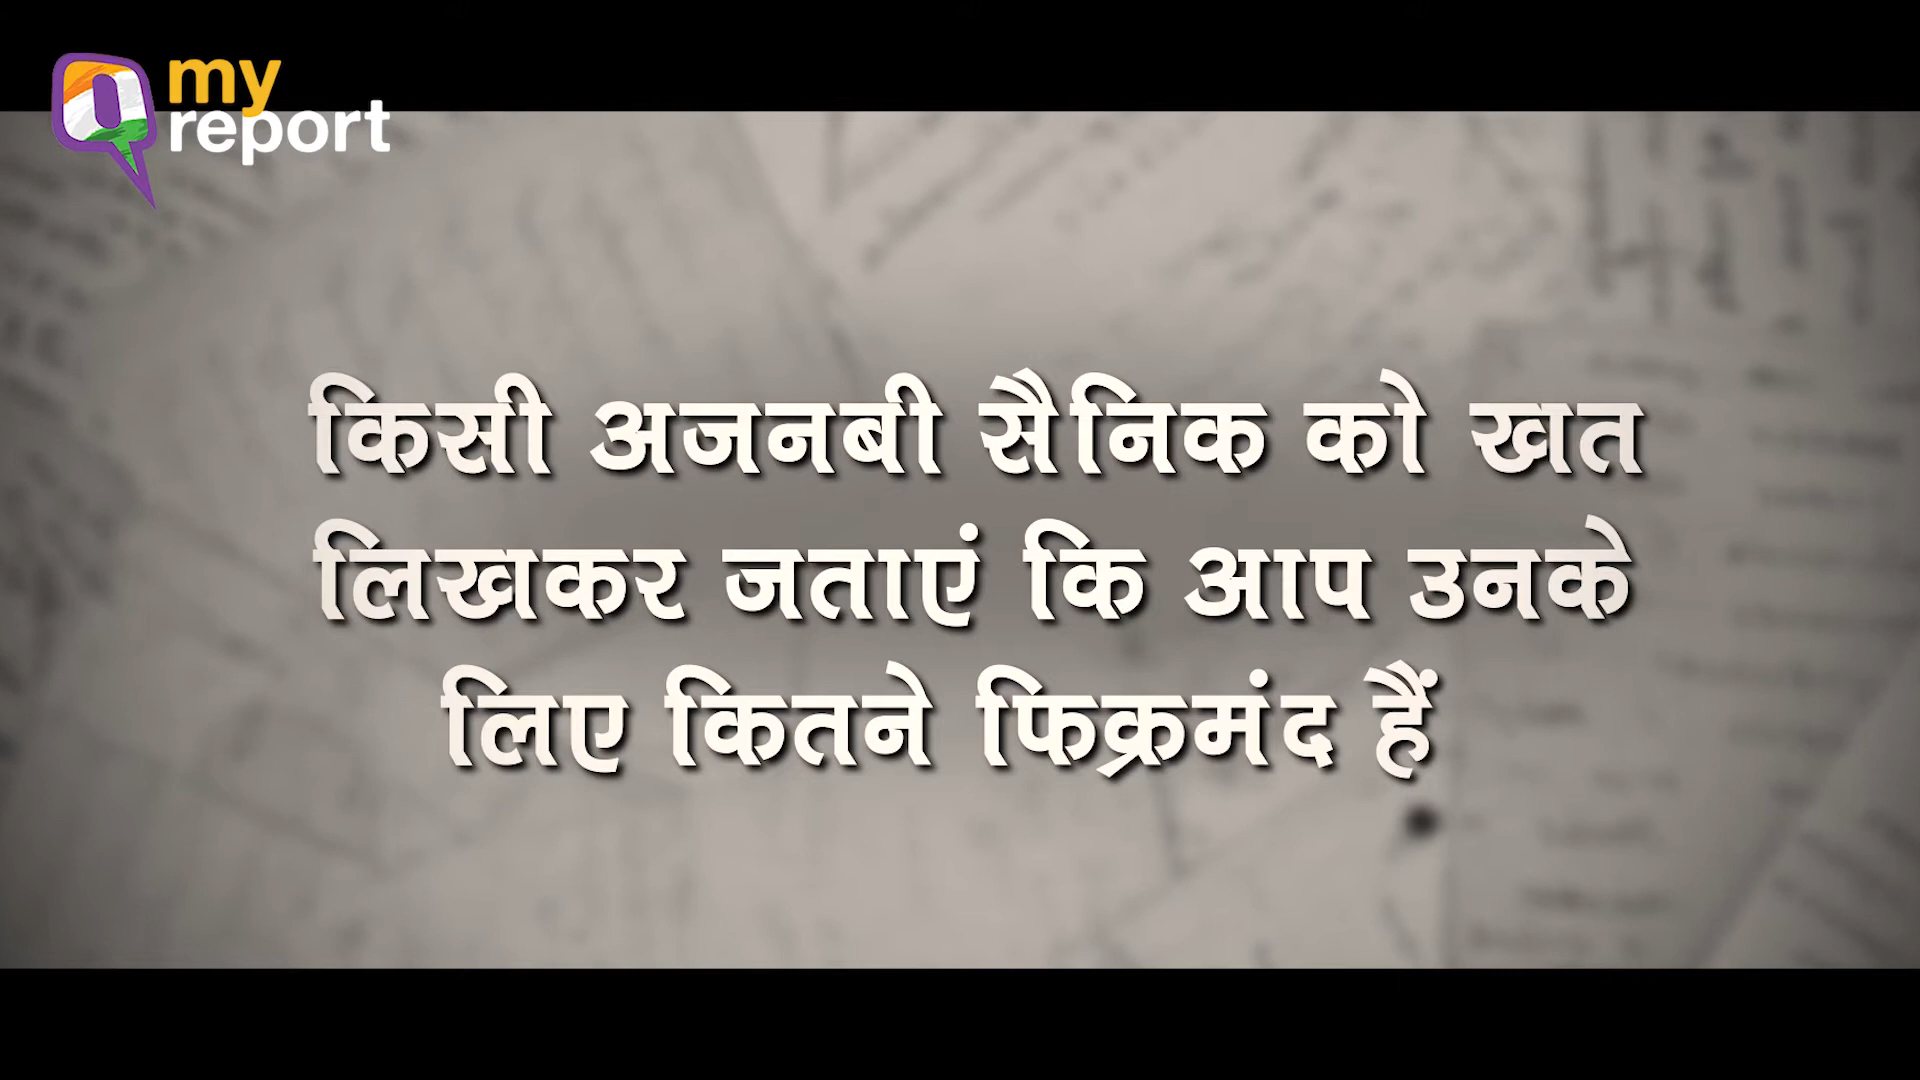 my
report
किसी अजनबी सैनिक को खत
लिखकर जताएं कि आप उनके
लिए कितने फिक्रमंद हैं